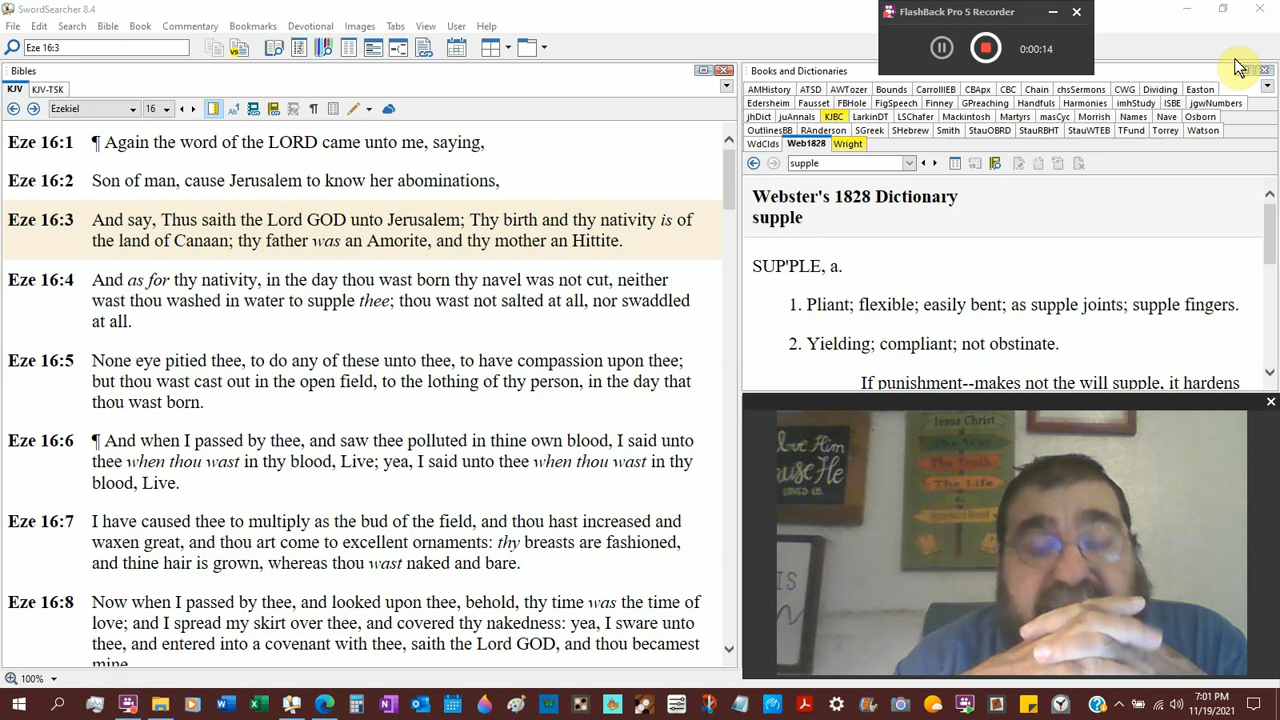 SwordSearcher 8.4
File Edit Search Bible Book Commentary Bookmarks Devotional Images Tabs View User Help
Eze 16:3
VS
FlashBack Pro 5 Recorder
0:00:14
Bibles
KJV KJV-TSK
Ezekiel 16
Eze 16:1 ¶ Again the word of the LORD came unto me, saying,
Eze 16:2 Son of man, cause Jerusalem to know her abominations,
Eze 16:3 And say, Thus saith the Lord GOD unto Jerusalem; Thy birth and thy nativity is of
the land of Canaan; thy father was an Amorite, and thy mother an Hittite.
Eze 16:4 And as for thy nativity, in the day thou wast born thy navel was not cut, neither
wast thou washed in water to supple thee; thou wast not salted at all, nor swaddled
at all.
Eze 16:5 None eye pitied thee, to do any of these unto thee, to have compassion upon thee;
but thou wast cast out in the open field, to the lothing of thy person, in the day that
thou wast born.
Eze 16:6 ¶ And when I passed by thee, and saw thee polluted in thine own blood, I said unto
thee when thou wast in thy blood, Live; yea, I said unto thee when thou wast in thy
blood, Live.
Eze 16:7 I have caused thee to multiply as the bud of the field, and thou hast increased and
waxen great, and thou art come to excellent ornaments: thy breasts are fashioned,
and thine hair is grown, whereas thou wast naked and bare.
Eze 16:8 Now when I passed by thee, and looked upon thee, behold, thy time was the time of
love; and I spread my skirt over thee, and covered thy nakedness: yea, I sware unto
thee, and entered into a covenant with thee, saith the Lord GOD, and thou becamest
mine.
100%
Books and Dictionaries
AMHistory ATSD AWTozer Bounds CarrollEB CBApx CBC Chain chsSermons CWG Dividing Easton
Edersheim Fausset FBHole FigSpeech Finney GPreaching Handfuls Harmonies imhStudy ISBE jgwNumbers
jhDict juAnnals KJBC LarkinDT LSChafer Mackintosh Martyrs masCyc Morrish Names Nave Osborn
OutlinesBB RAnderson SGreek SHebrew Smith StauOBRD StauRBHT StauWTEB TFund Torrey Watson
WdClds Web1828 Wright
supple
Webster's 1828 Dictionary
supple
SUP'PLE, a.
1. Pliant; flexible; easily bent; as supple joints; supple fingers.
2. Yielding; compliant; not obstinate.
If punishment--makes not the will supple, it hardens
Jesus Christ
The Way
The Truth
The Life
Love Him
Cause He
LOVED US.
IS
7:01 PM
11/19/2021